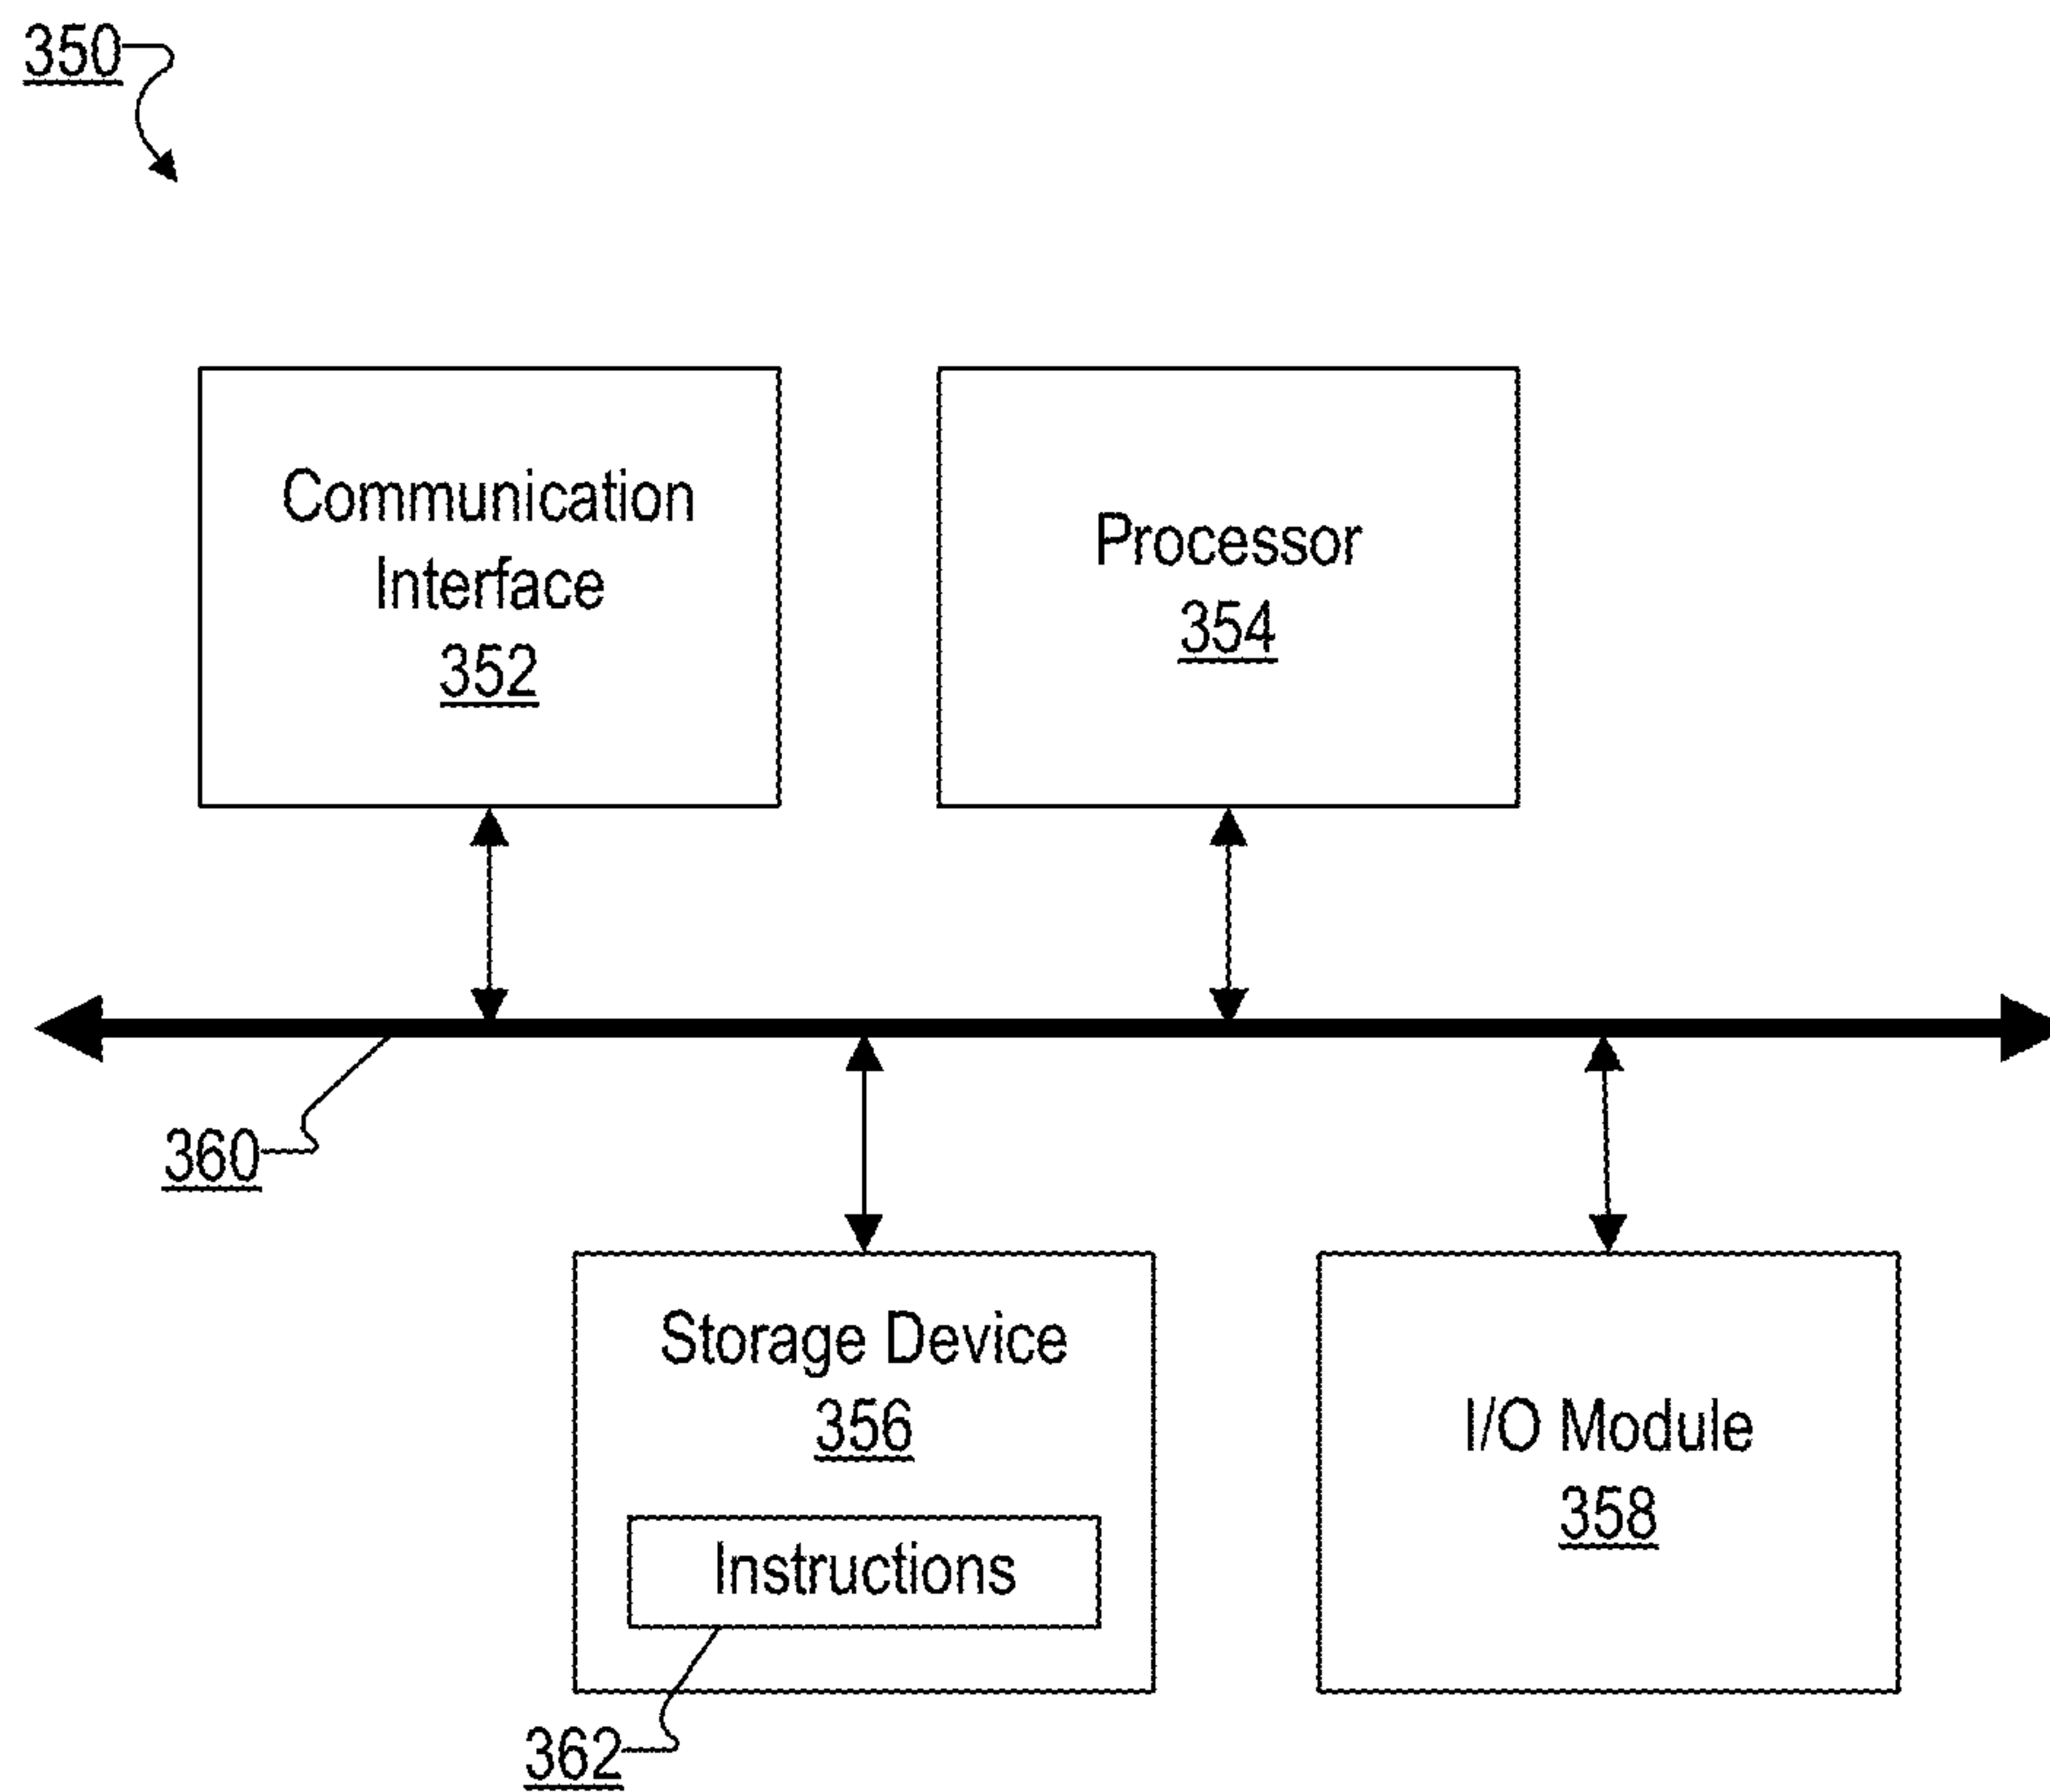 350
Communication
Interface
352
Processor
354
360
Storage Device
356
Instructions
362
I/O Module
358